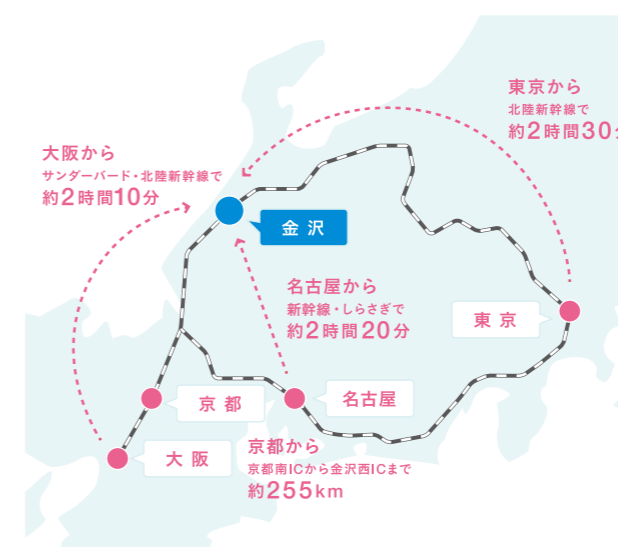 東京から
北陸新幹線で
約2時間30分
大阪から
サンダーバード・北陸新幹線で
約2時間10分
金沢
名古屋から
新幹線・しらさぎで
約2時間20分
東京
京都
名古屋
大阪
京都から
京都南ICから金沢西ICまで
約255km